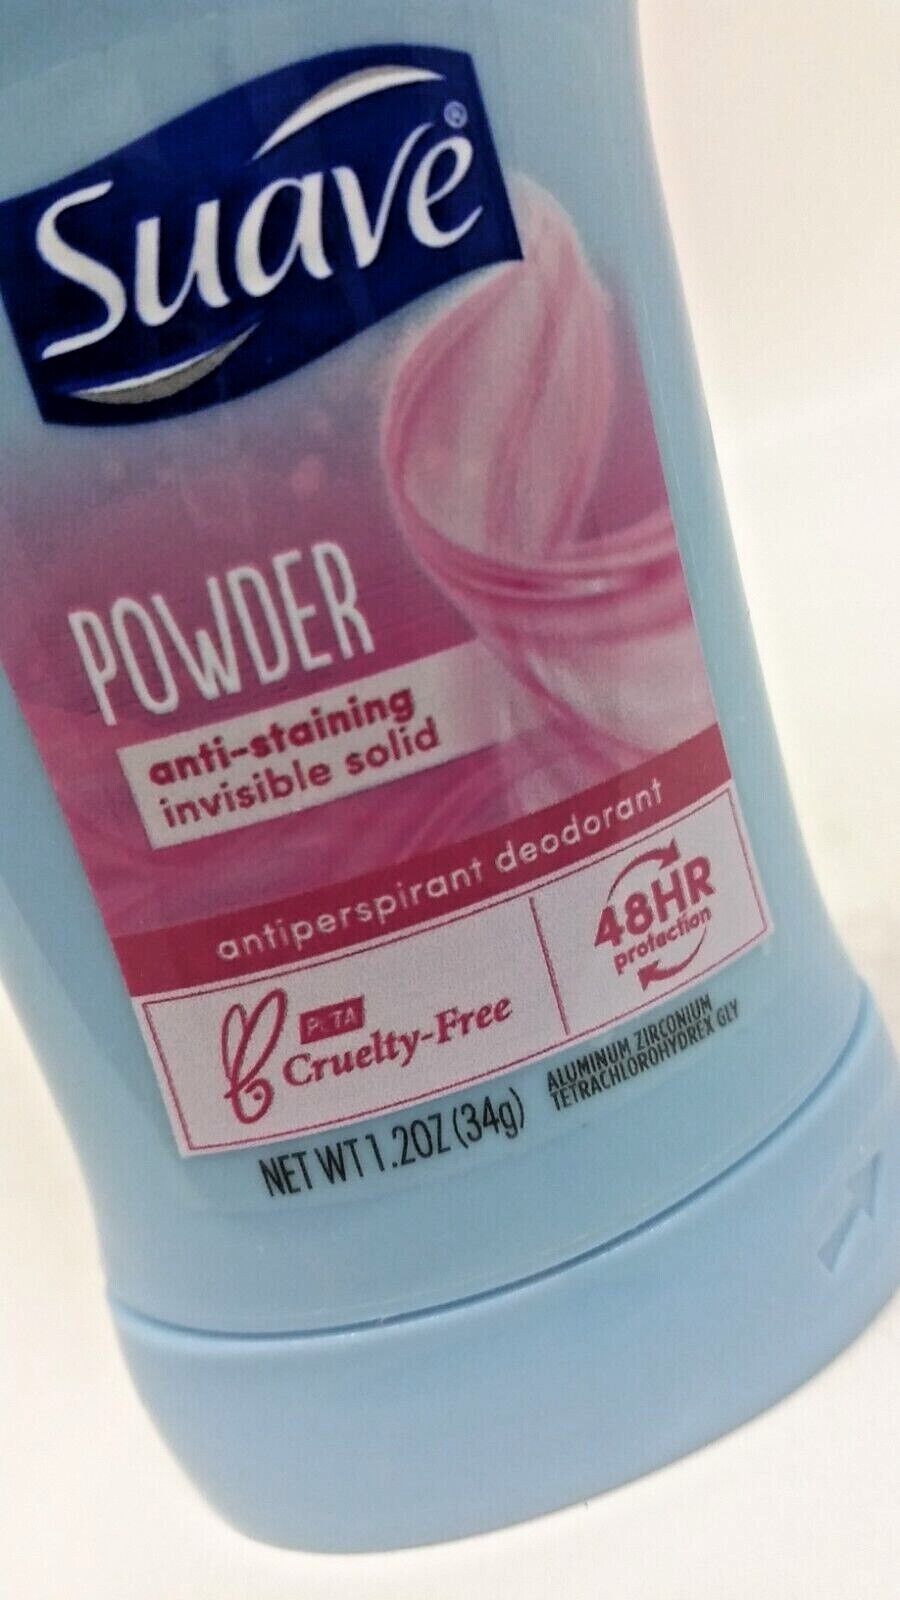 Suave®
POWDER
anti-staining
invisible solid
antiperspirant deodorant
48HR
protection
PETA
Cruelty-Free
NET WT 1.2OZ (34g)
ALUMINUM ZIRCONIUM
TETRACHLOROHYDREX GLY